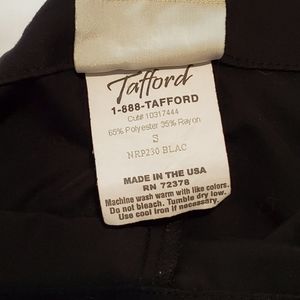 Tafford
1-888-TAFFORD
Cut# 10317444
65% Polyester 35% Rayon
S
NRP230 BLAC
MADE IN THE USA
RN 72378
Machine wash warm with like colors.
Do not bleach. Tumble dry low.
Use cool iron if necessary.